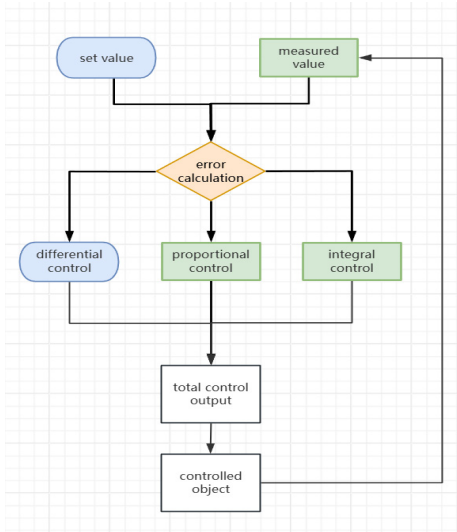 set value
measured
value
error
calculation
differential
control
proportional
control
integral
control
total control
output
controlled
object